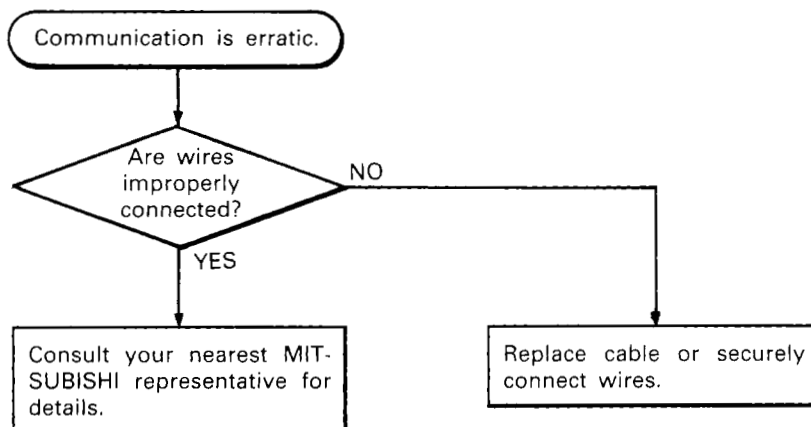 Communication is erratic.
Are wires
improperly
connected?
NO
YES
Consult your nearest MIT-
SUBISHI representative for
details.
Replace cable or securely
connect wires.